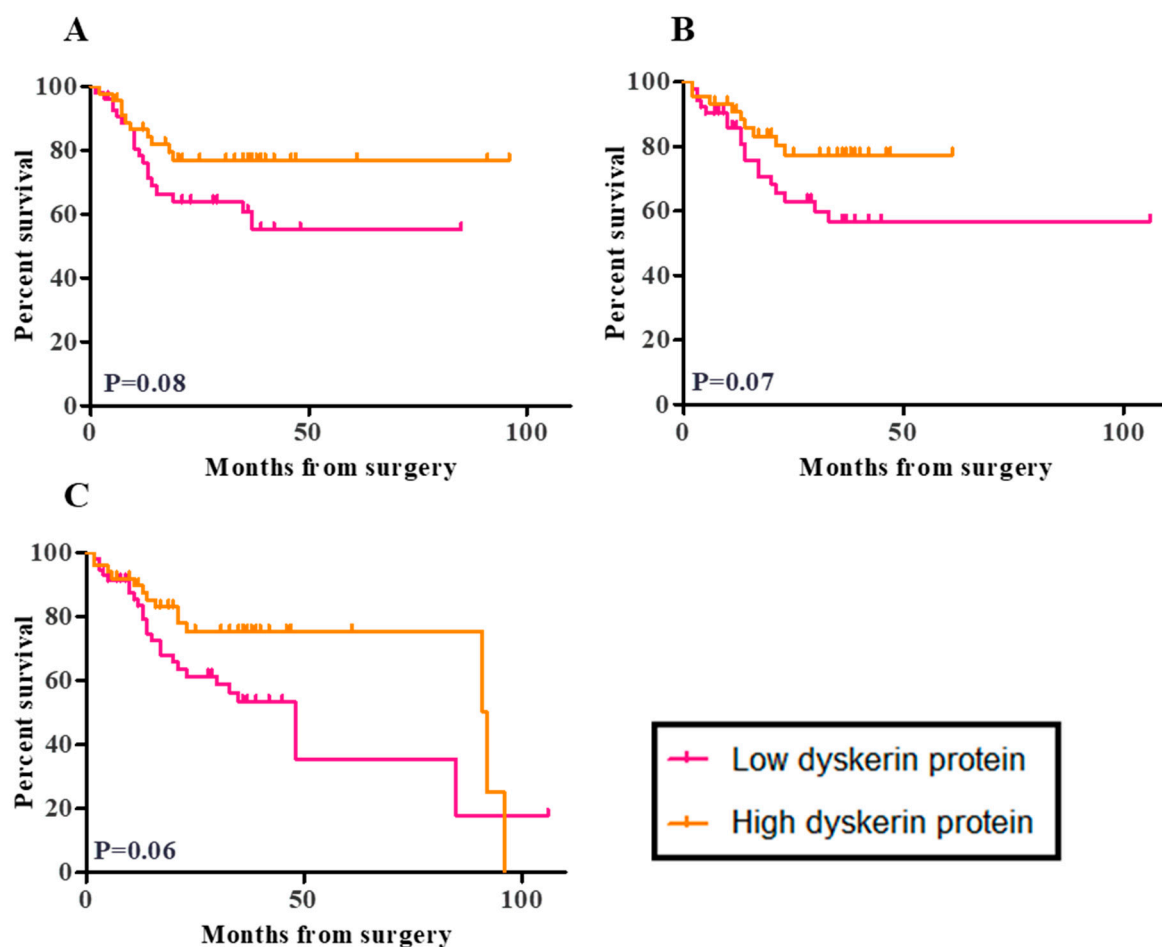 A
Percent survival
100
80
60
40
20
0
P=0.08
0 50 100
Months from surgery
B
Percent survival
100
80
60
40
20
0
P=0.07
0 50 100
Months from surgery
C
Percent survival
100
80
60
40
20
0
P=0.06
0 50 100
Months from surgery
Low dyskerin protein
High dyskerin protein